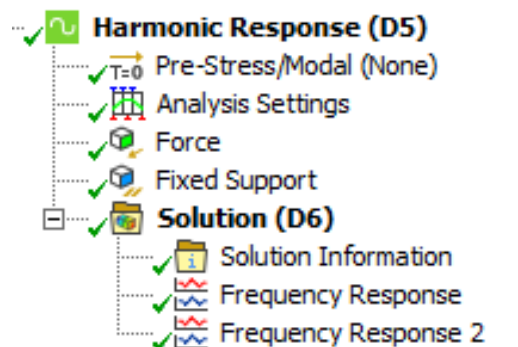 Harmonic Response (D5)
T=0 Pre-Stress/Modal (None)
Analysis Settings
Force
Fixed Support
Solution (D6)
i Solution Information
Frequency Response
Frequency Response 2